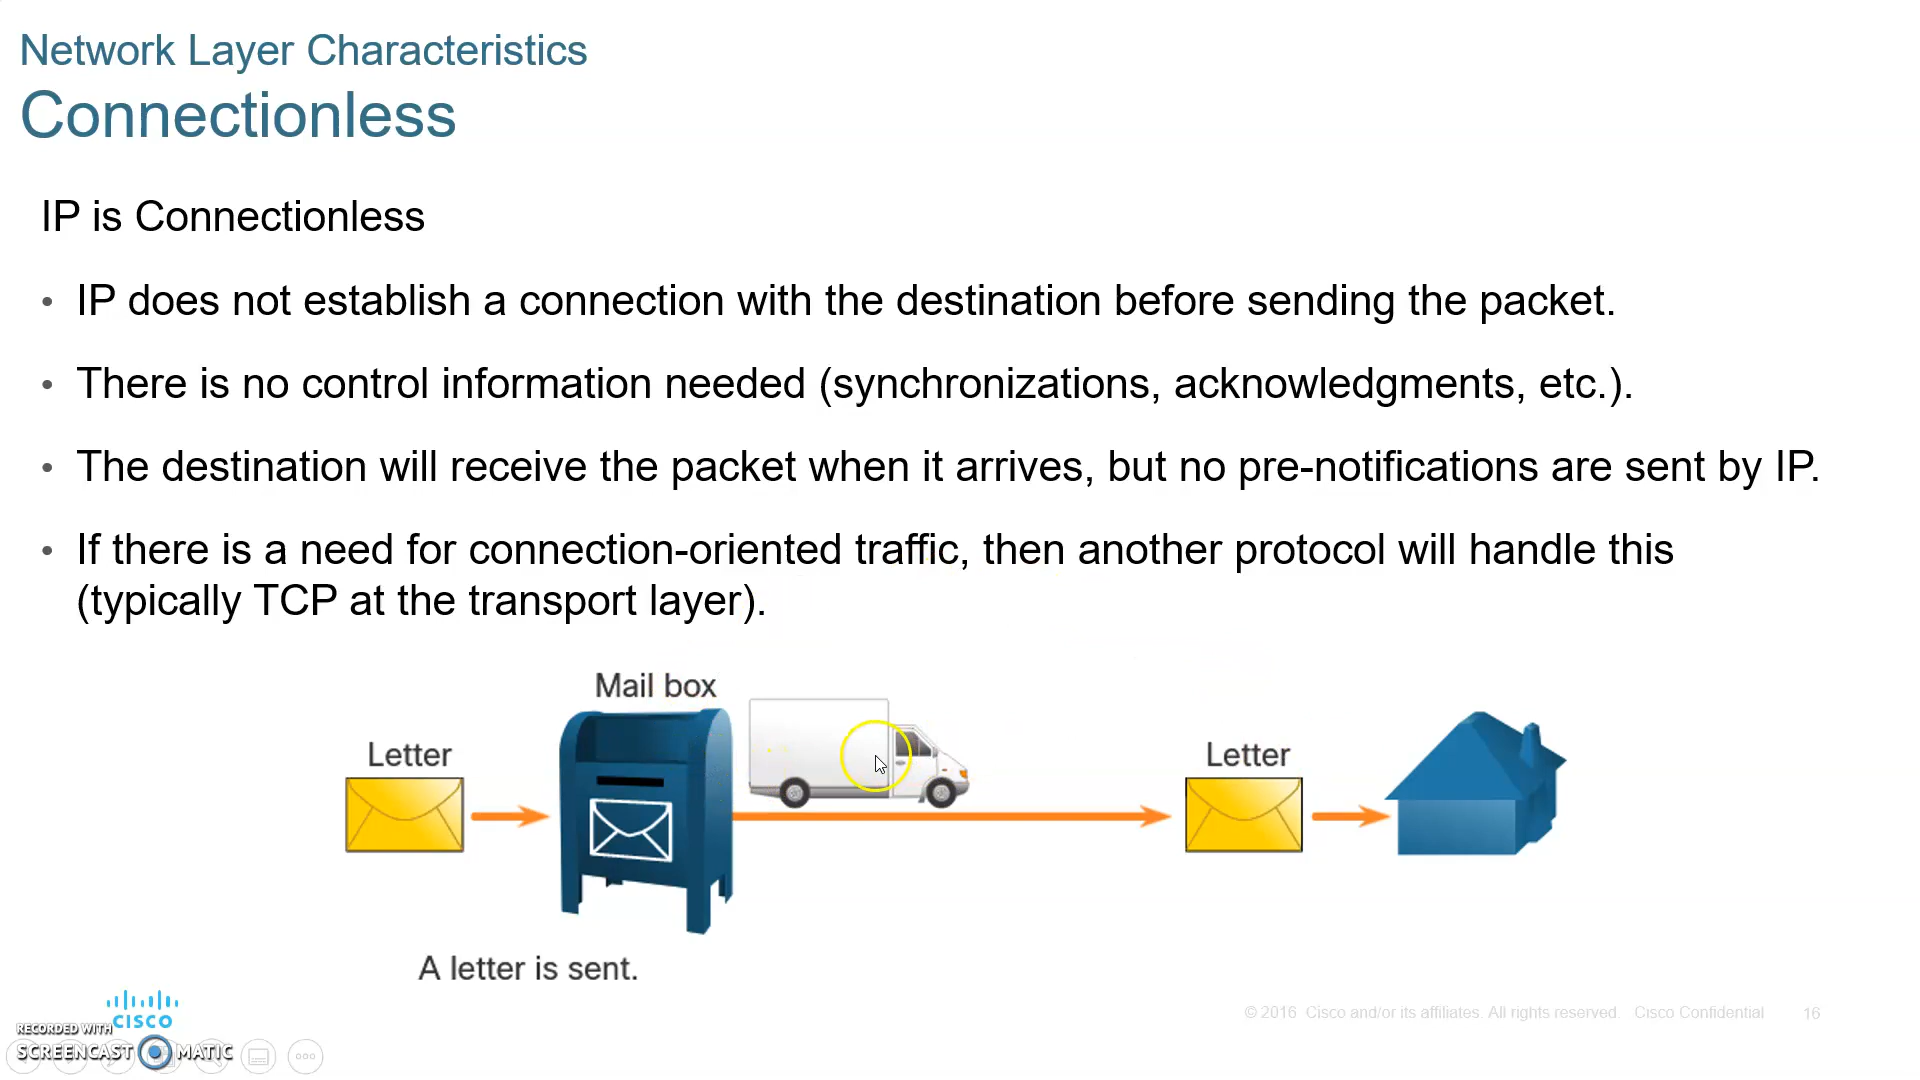 Network Layer Characteristics
Connectionless
IP is Connectionless
• IP does not establish a connection with the destination before sending the packet.
• There is no control information needed (synchronizations, acknowledgments, etc.).
• The destination will receive the packet when it arrives, but no pre-notifications are sent by IP.
• If there is a need for connection-oriented traffic, then another protocol will handle this
(typically TCP at the transport layer).
Mail box
Letter
Letter
A letter is sent.
CISCO
© 2016 Cisco and/or its affiliates. All rights reserved. Cisco Confidential 16
RECORDED WITH
SCREENCAST MATIC